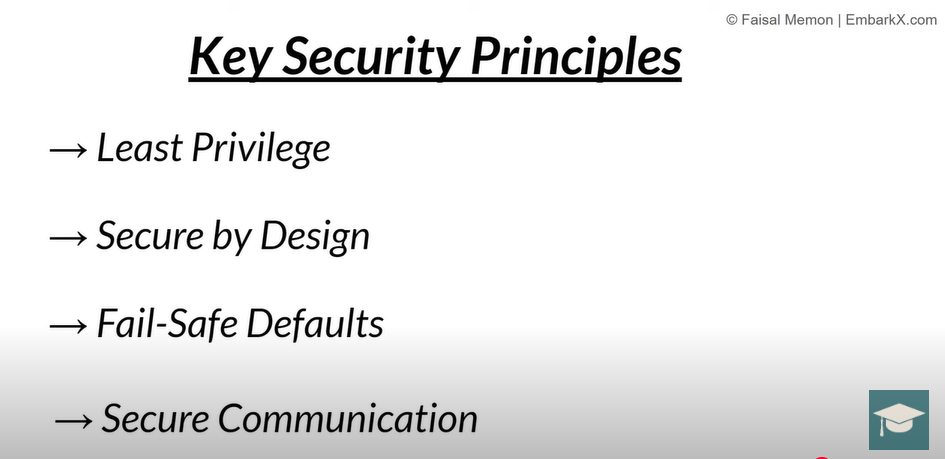 © Faisal Memon | EmbarkX.com
Key Security Principles
→ Least Privilege
→ Secure by Design
→ Fail-Safe Defaults
→ Secure Communication